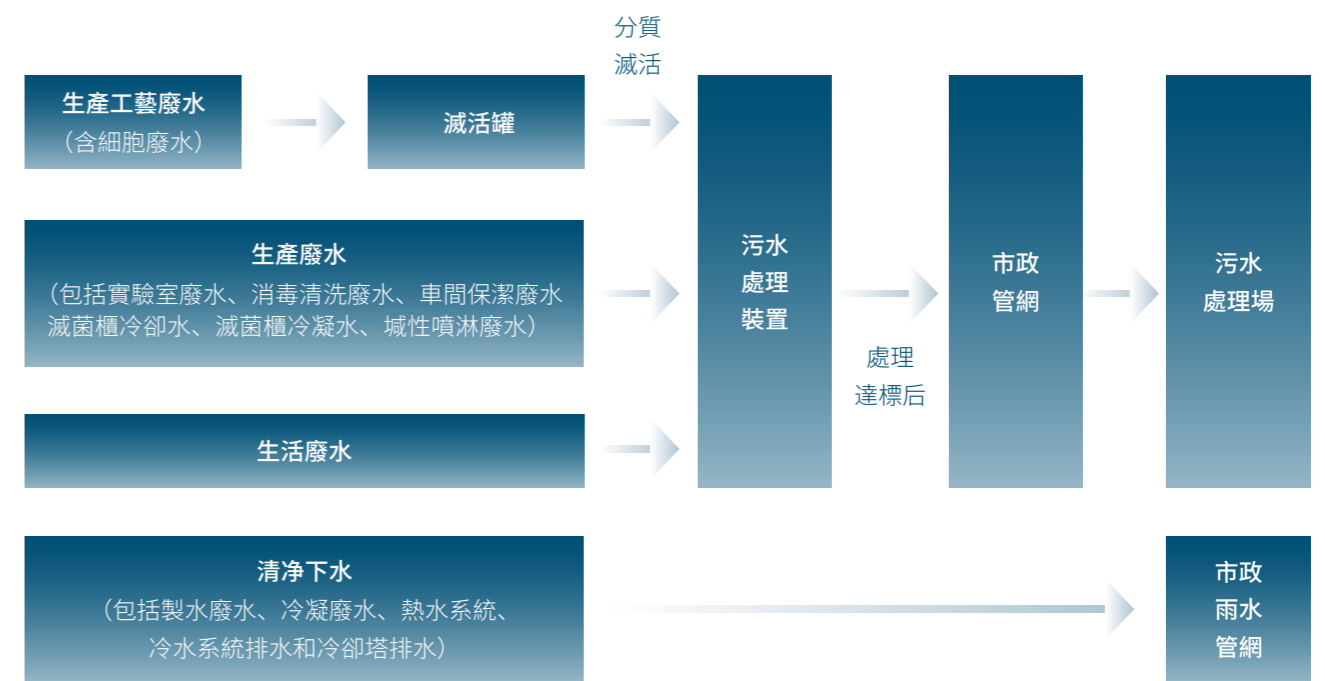 分質
滅活
生產工藝廢水
（含細胞廢水）
滅活罐
生產廢水
（包括實驗室廢水、消毒清洗廢水、車間保潔廢水
滅菌櫃冷卻水、滅菌櫃冷凝水、堿性噴淋廢水）
生活廢水
污水
處理
裝置
處理
達標后
市政
管網
污水
處理場
清净下水
（包括製水廢水、冷凝廢水、熱水系統、
冷水系統排水和冷卻塔排水）
市政
雨水
管網